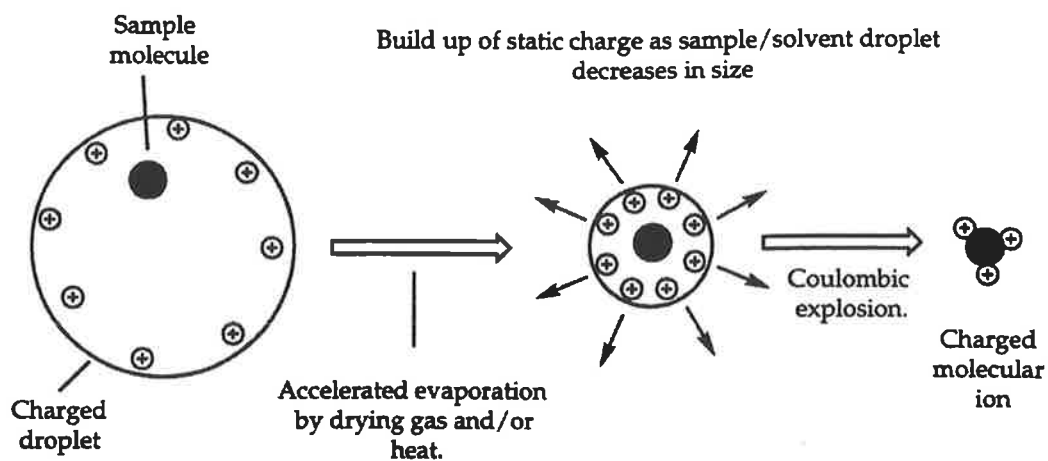 Sample
molecule
Build up of static charge as sample/solvent droplet
decreases in size
Coulombic
explosion.
Charged
molecular
ion
Accelerated evaporation
by drying gas and/or
heat.
Charged
droplet